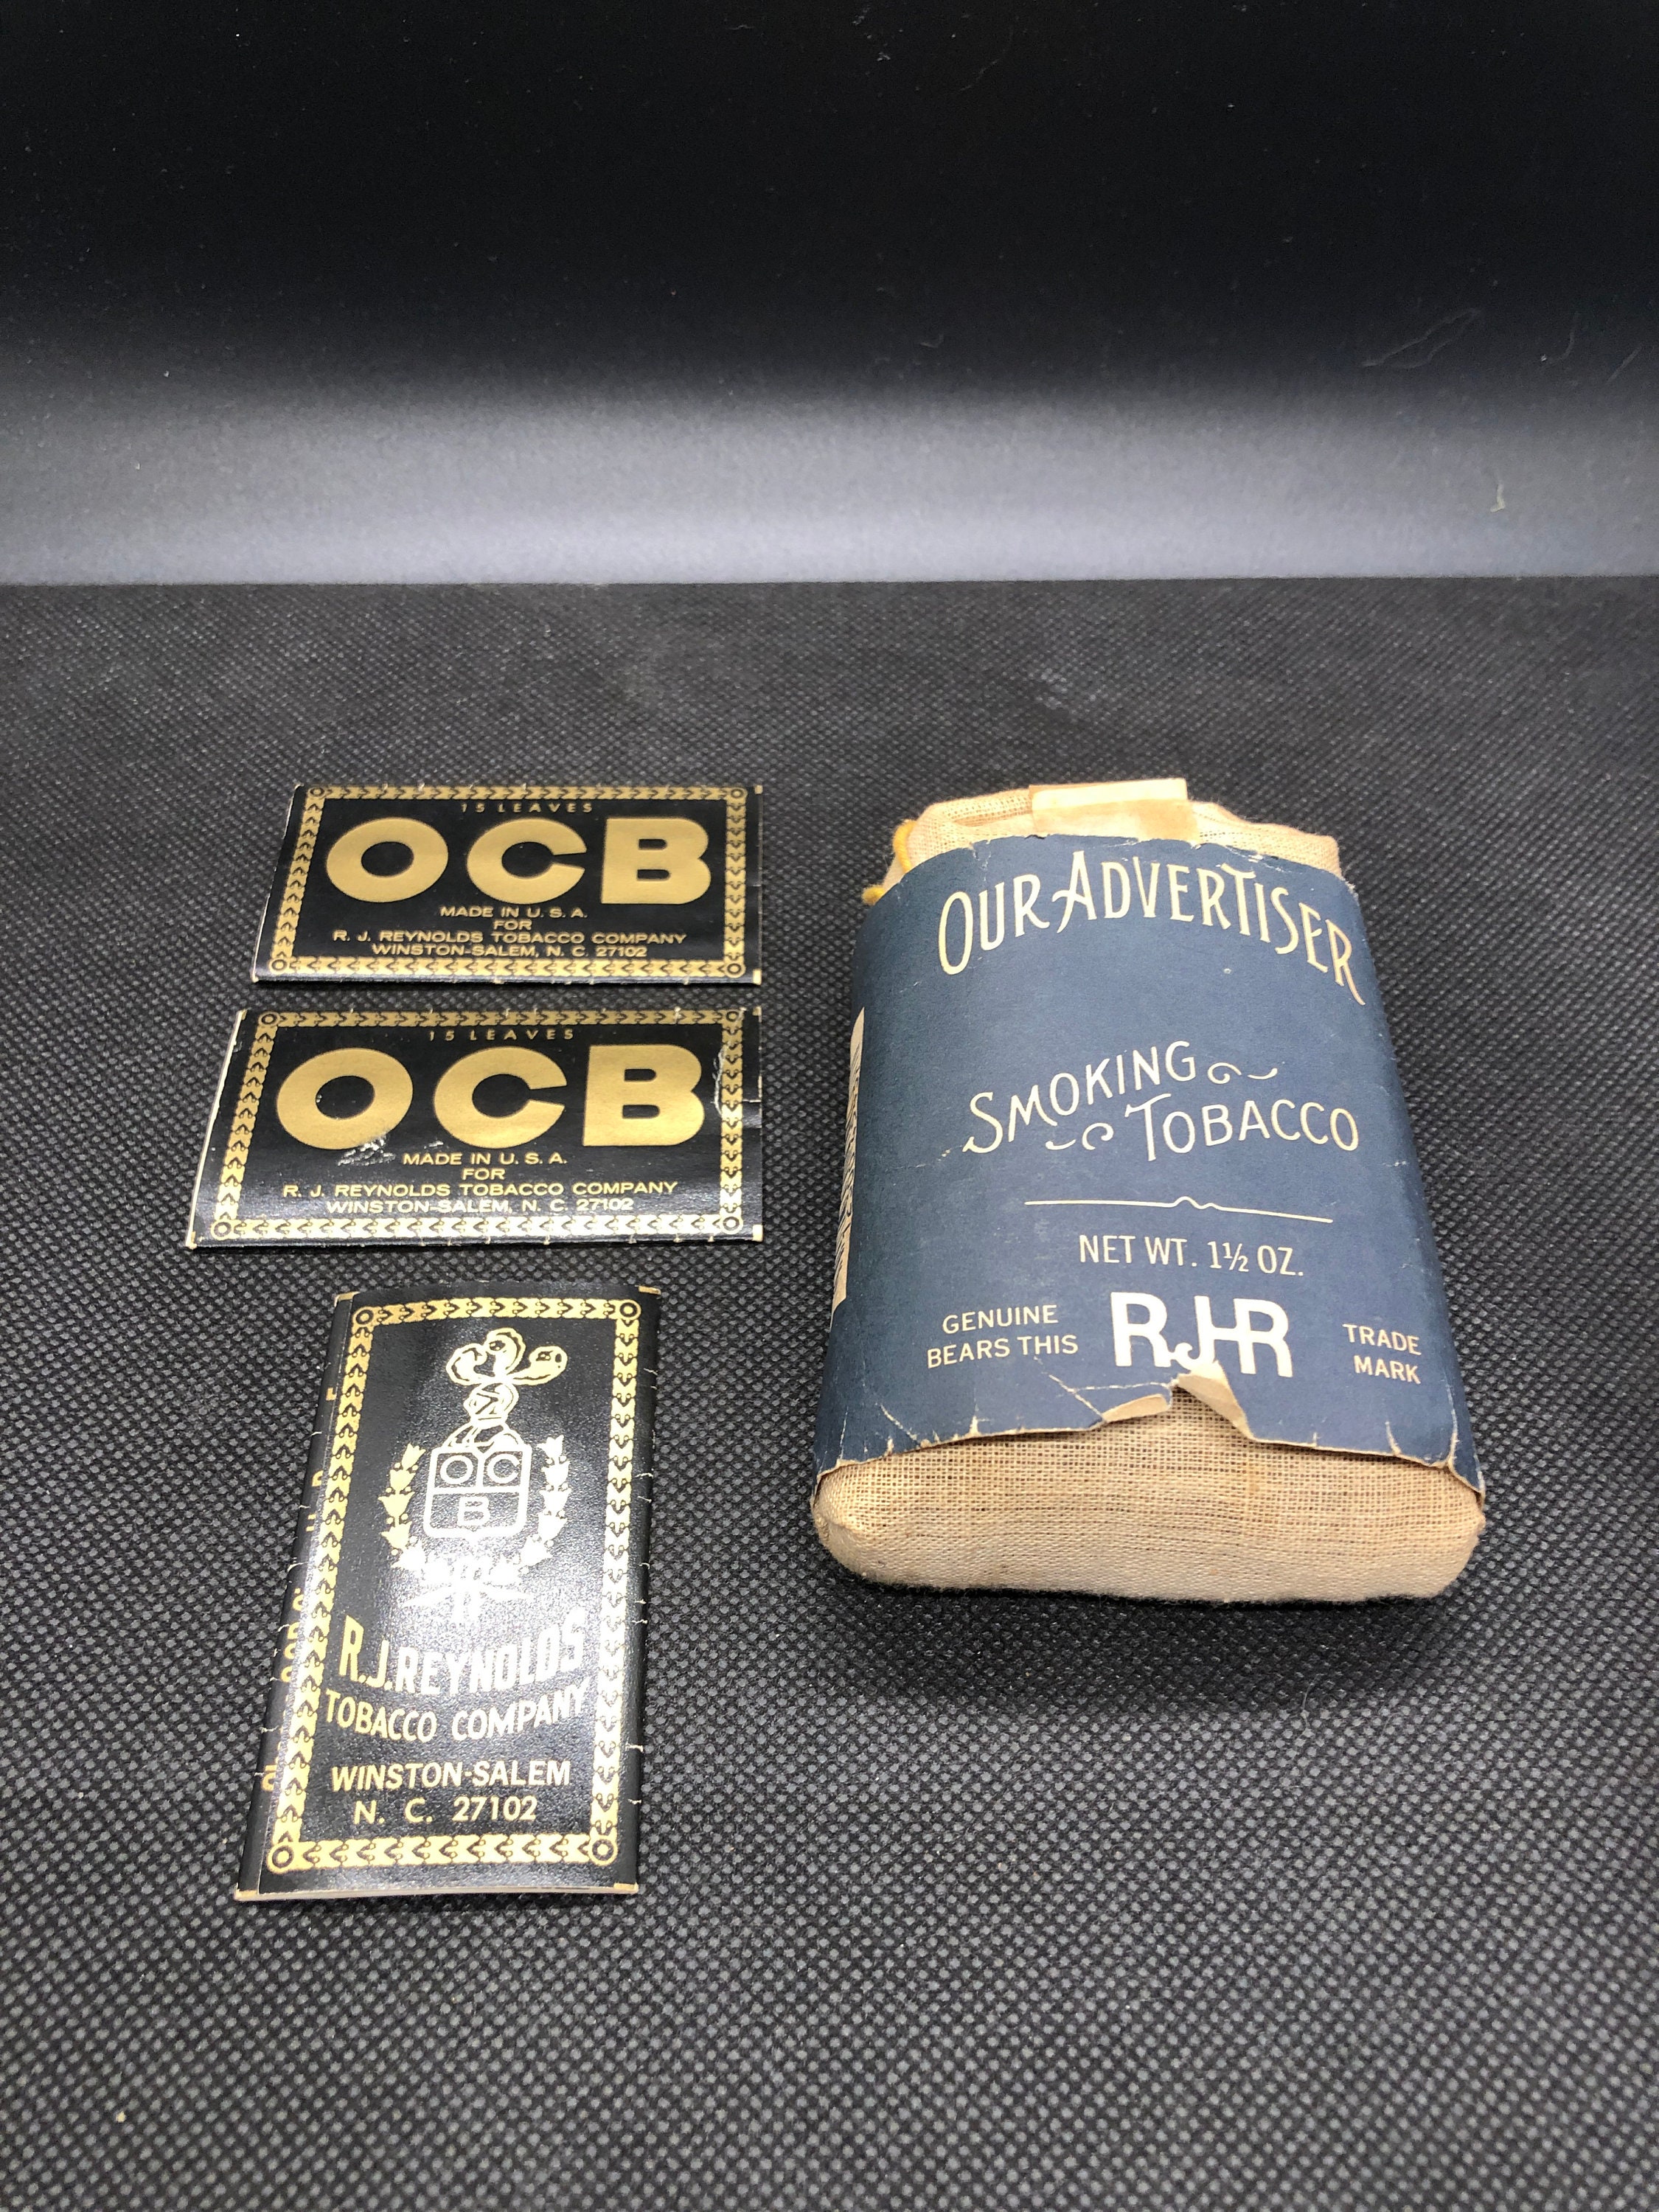 15 LEAVES
OCB
MADE IN U. S. A.
FOR
R. J. REYNOLDS TOBACCO COMPANY
WINSTON-SALEM, N. C. 27102
15 LEAVES
OCB
MADE IN U. S. A.
FOR
R. J. REYNOLDS TOBACCO COMPANY
WINSTON-SALEM, N. C. 27102
OC
B
R.J.REYNOLDS
TOBACCO COMPANY
WINSTON-SALEM
N. C. 27102
OUR ADVERTISER
SMOKING
TOBACCO
NET WT. 1½ OZ.
GENUINE
BEARS THIS
RJR
TRADE
MARK